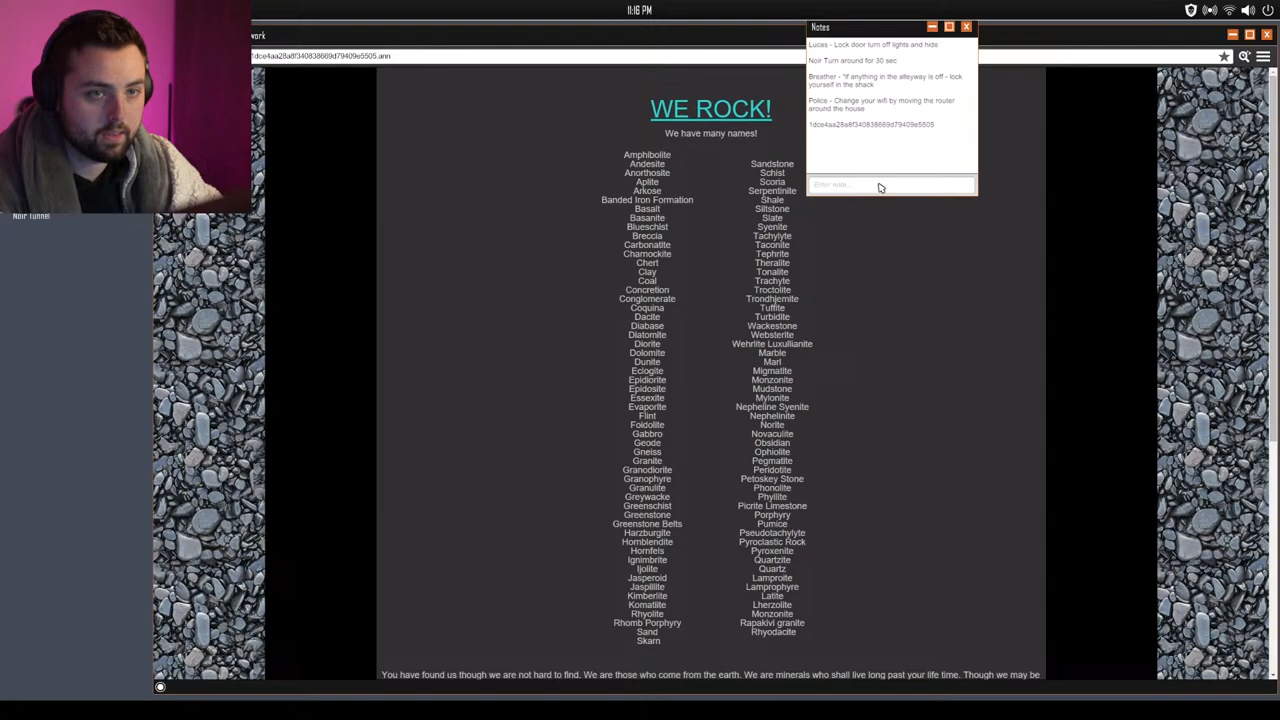 11:16 PM
work
1dce4aa28a8f340838669d79409e5505.ann
Noir Tunnel
Notes
Lucas - Lock door turn off lights and hide
Noir Turn around for 30 sec
Breather - "if anything in the alleyway is off - lock
yourself in the shack
Police - Change your wifi by moving the router
around the house
1dce4aa28a8f340838669d79409e5505
Enter note...
WE ROCK!
We have many names!
Amphibolite
Andesite
Anorthosite
Aplite
Arkose
Banded Iron Formation
Basalt
Basanite
Blueschist
Breccia
Carbonatite
Charnockite
Chert
Clay
Coal
Concretion
Conglomerate
Coquina
Dacite
Diabase
Diatomite
Diorite
Dolomite
Dunite
Eclogite
Epidiorite
Epidosite
Essexite
Evaporite
Flint
Foidolite
Gabbro
Geode
Gneiss
Granite
Granodiorite
Granophyre
Granulite
Greywacke
Greenschist
Greenstone
Greenstone Belts
Harzburgite
Hornblendite
Hornfels
Ignimbrite
Ijolite
Jasperoid
Jaspillite
Kimberlite
Komatiite
Rhyolite
Rhomb Porphyry
Sand
Skarn
Sandstone
Schist
Scoria
Serpentinite
Shale
Siltstone
Slate
Syenite
Tachylyte
Taconite
Tephrite
Theralite
Tonalite
Trachyte
Troctolite
Trondhjemite
Tuffite
Turbidite
Wackestone
Websterite
Wehrlite Luxullianite
Marble
Marl
Migmatite
Monzonite
Mudstone
Mylonite
Nepheline Syenite
Nephelinite
Norite
Novaculite
Obsidian
Ophiolite
Pegmatite
Peridotite
Petoskey Stone
Phonolite
Phyllite
Picrite Limestone
Porphyry
Pumice
Pseudotachylyte
Pyroclastic Rock
Pyroxenite
Quartzite
Quartz
Lamproite
Lamprophyre
Latite
Lherzolite
Monzonite
Rapakivi granite
Rhyodacite
You have found us though we are not hard to find. We are those who come from the earth. We are minerals who shall live long past your life time. Though we may be